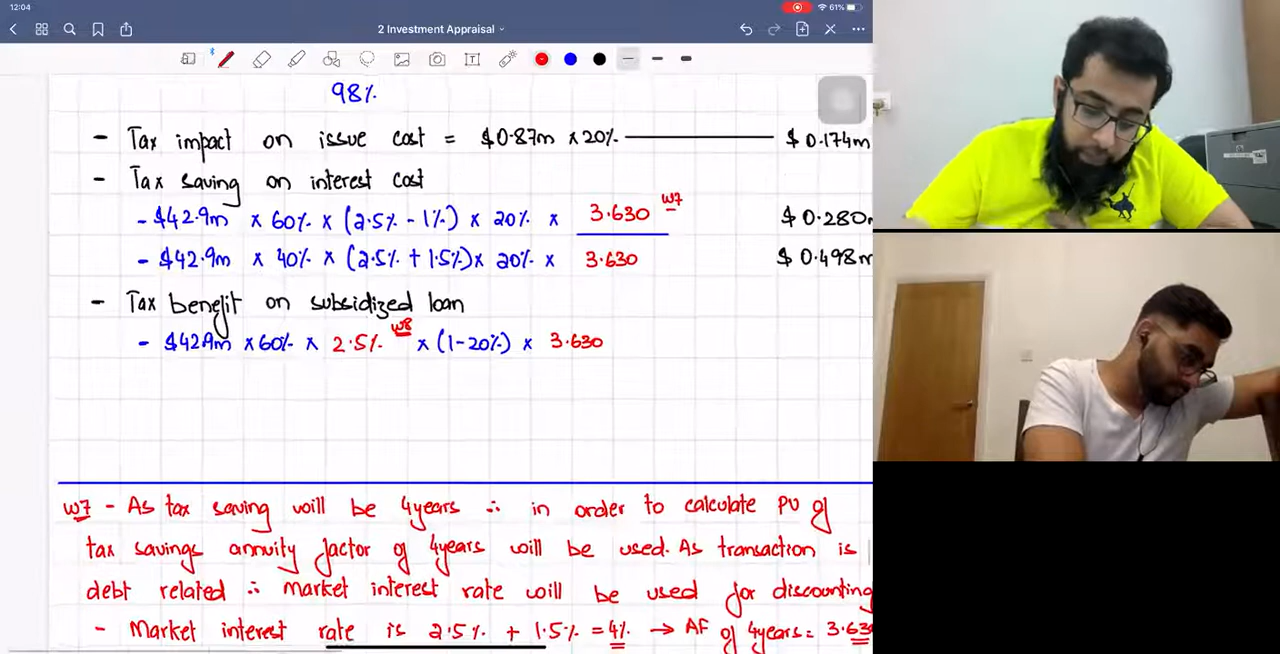 12:04
61%
2 Investment Appraisal
98%
- Tax impact on issue cost = $0.87m × 20% $0.174m
- Tax saving on interest cost
- $42.9m × 60% × (2.5% - 1%) × 20% × 3.630 W7 $0.280m
- $42.9m × 40% × (2.5% + 1.5%) × 20% × 3.630 $0.498m
- Tax benefit on subsidized loan
- $42.9m × 60% × 2.5% W8 × (1-20%) × 3.630
W7 - As tax saving will be 4years ∴ in order to calculate PV of
tax savings annuity factor of 4years will be used. As transaction is
debt related ∴ market interest rate will be used for discounting
- Market interest rate is 2.5% + 1.5% = 4% → AF of 4years = 3.630